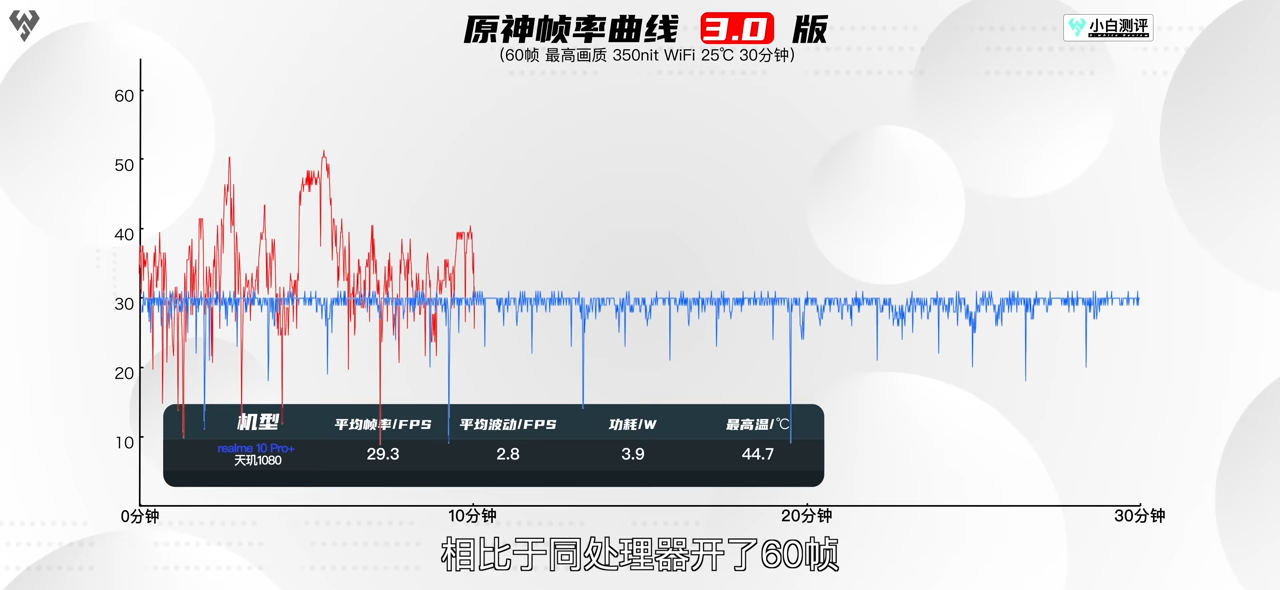 原神帧率曲线 3.0 版
(60帧 最高画质 350nit WiFi 25℃ 30分钟)
小白测评
60
50
40
30
20
10
机型 平均帧率/FPS 平均波动/FPS 功耗/W 最高温/℃
realme 10 Pro+
天玑1080
29.3 2.8 3.9 44.7
0分钟 10分钟 20分钟 30分钟
相比于同处理器开了60帧